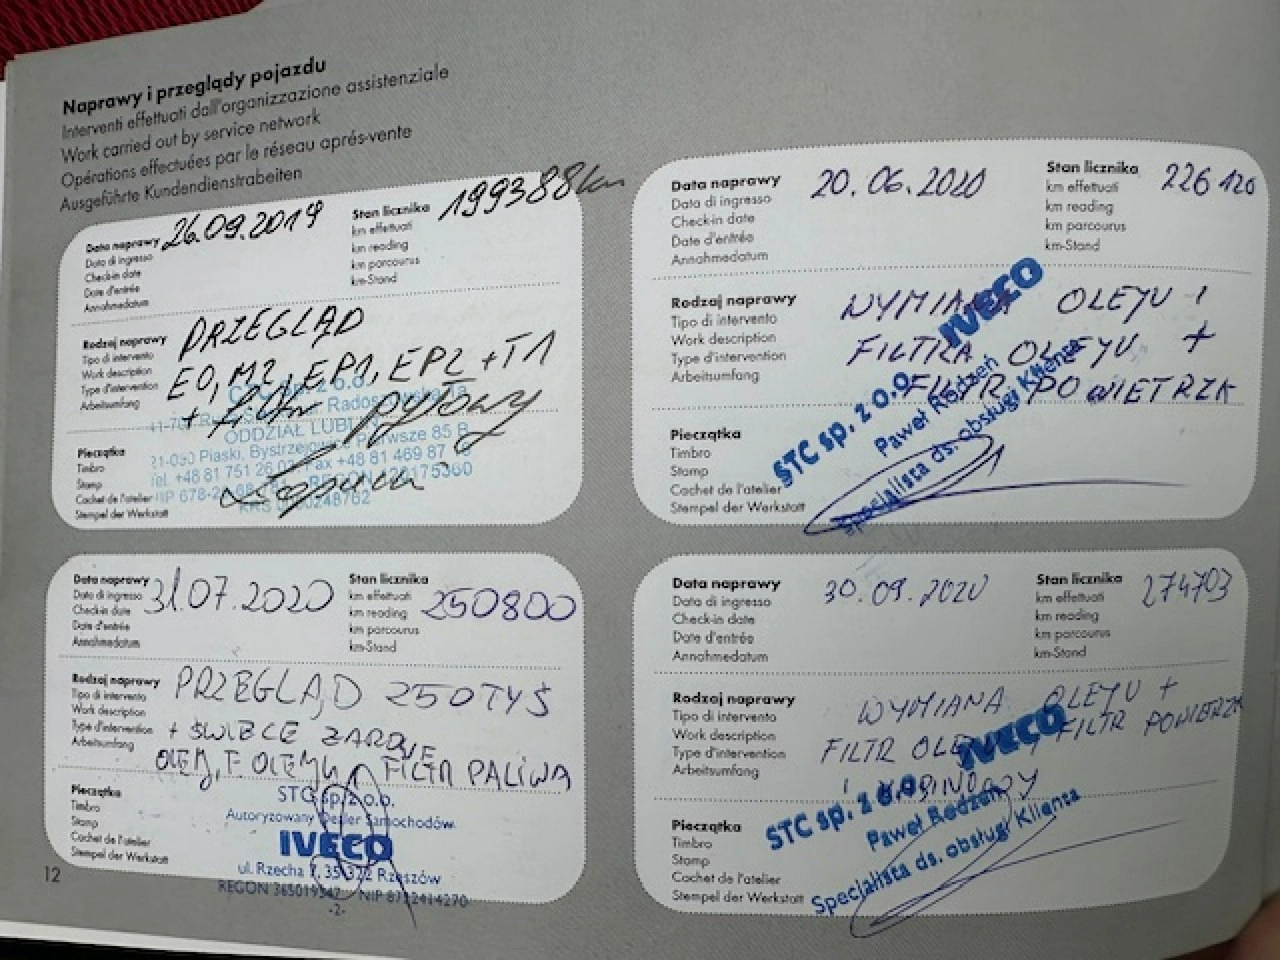 Naprawy i przeglądy pojazdu
Interventi effettuati dall'organizzazione assistenziale
Work carried out by service network
Opérations effectuées par le réseau aprés-vente
Ausgeführte Kundendienstrabeiten
Data naprawy 26.09.2019
Data di ingresso
Check-in date
Date d'entrée
Annahmedatum
Stan licznika 199388 km
km effettuati
km reading
km parcourus
km-Stand
Rodzaj naprawy PRZEGLĄD
Tipo di intervento
Work description E0, M2, EP1, EP2 + T1
Type d'intervention
Arbeitsumfang + pyłowy
ODDZIAŁ
21-030 Piaski, Bystrzejowice Pierwsze 85 B
Pieczątka
Timbro
Stamp
Cachet de l'atelier
Stempel der Werkstatt
Data naprawy 20.06.2020
Data di ingresso
Check-in date
Date d'entrée
Annahmedatum
Stan licznika 226120
km effettuati
km reading
km parcourus
km-Stand
Rodzaj naprawy WYMIANA OLEJU I
Tipo di intervento
Work description FILTRA OLEJU +
Type d'intervention
Arbeitsumfang FILTR POWIETRZA
Pieczątka
Timbro
Stamp
Cachet de l'atelier
Stempel der Werkstatt
IVECO
STC sp. z o.o.
Paweł Rędzeń
Specjalista ds. obsługi Klienta
Data naprawy 31.07.2020
Data di ingresso
Check-in date
Date d'entrée
Annahmedatum
Stan licznika
km effettuati 250800
km reading
km parcourus
km-Stand
Rodzaj naprawy PRZEGLĄD 250TYŚ
Tipo di intervento
Work description
Type d'intervention + ŚWIECE ŻAROWE
Arbeitsumfang
OLEJ, F. OLEJU, FILTR PALIWA
Pieczątka
Timbro
Stamp
Cachet de l'atelier
Stempel der Werkstatt
STC sp. z o.o.
Autoryzowany Dealer Samochodów
IVECO
ul. Rzecha 7, 35-322 Rzeszów
-2-
Data naprawy 30.09.2020
Data di ingresso
Check-in date
Date d'entrée
Annahmedatum
Stan licznika 274703
km effettuati
km reading
km parcourus
km-Stand
Rodzaj naprawy WYMIANA OLEJU +
Tipo di intervento
Work description FILTR OLEJU, FILTR POWIETRZA
Type d'intervention
Arbeitsumfang I KABINOWY
Pieczątka
Timbro
Stamp
Cachet de l'atelier
Stempel der Werkstatt
IVECO
STC sp. z o.o.
Paweł Rędzeń
Specjalista ds. obsługi Klienta
12